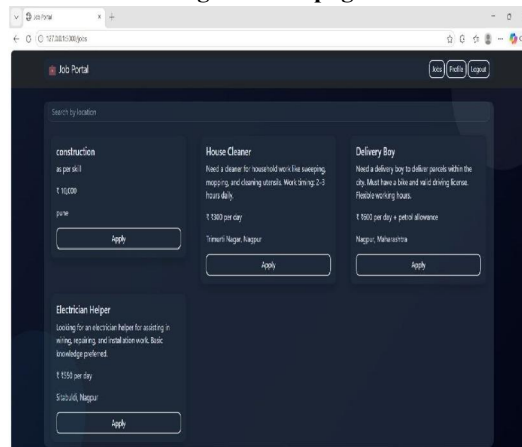 Job Portal
127.0.0.1:5000/jobs
Job Portal
Jobs
Profile
Logout
Search by location
construction
as per skill
₹ 10,000
pune
Apply
House Cleaner
Need a cleaner for household work like sweeping,
mopping, and cleaning utensils. Work timing: 2-3
hours daily.
₹ ₹300 per day
Trimurti Nagar, Nagpur
Apply
Delivery Boy
Need a delivery boy to deliver parcels within the
city. Must have a bike and valid driving license.
Flexible working hours.
₹ ₹600 per day + petrol allowance
Nagpur, Maharashtra
Apply
Electrician Helper
Looking for an electrician helper for assisting in
wiring, repairing, and installation work. Basic
knowledge preferred.
₹ ₹550 per day
Sitabuldi, Nagpur
Apply